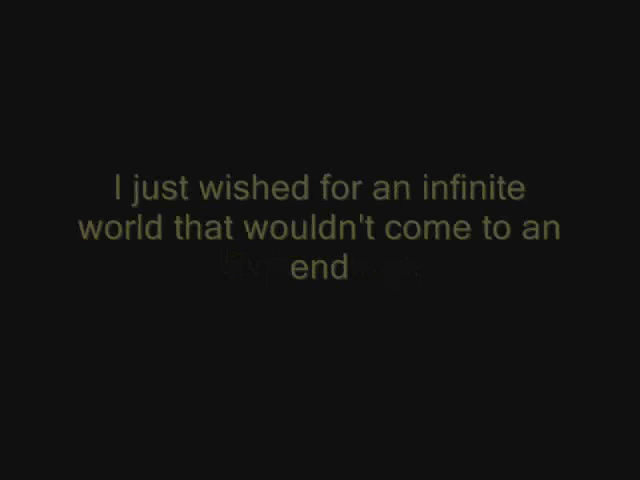 I just wished for an infinite
world that wouldn't come to an
end